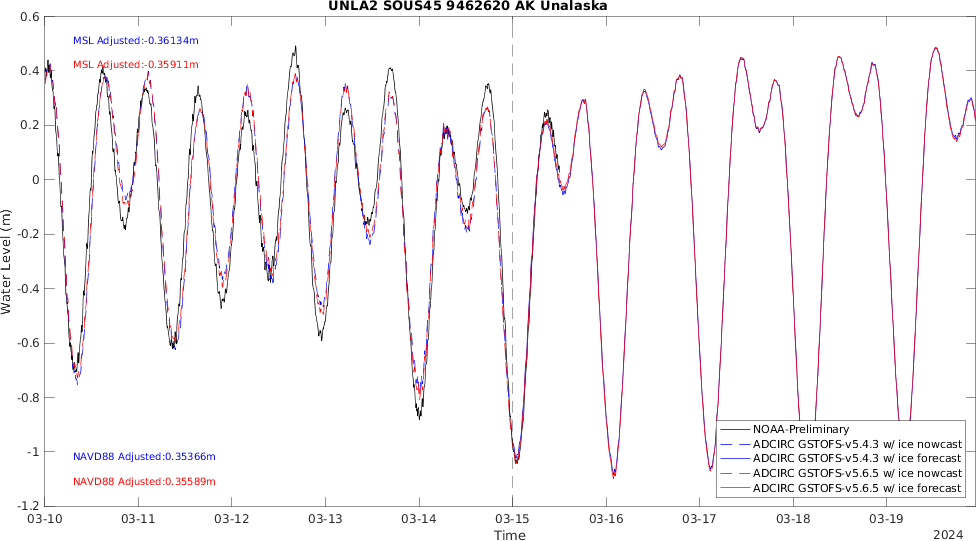 UNLA2 SOUS45 9462620 AK Unalaska
0.6
0.4
0.2
0
-0.2
-0.4
-0.6
-0.8
-1
-1.2
Water Level (m)
MSL Adjusted:-0.36134m
MSL Adjusted:-0.35911m
NAVD88 Adjusted:0.35366m
NAVD88 Adjusted:0.35589m
NOAA-Preliminary
ADCIRC GSTOFS-v5.4.3 w/ ice nowcast
ADCIRC GSTOFS-v5.4.3 w/ ice forecast
ADCIRC GSTOFS-v5.6.5 w/ ice nowcast
ADCIRC GSTOFS-v5.6.5 w/ ice forecast
03-10 03-11 03-12 03-13 03-14 03-15 03-16 03-17 03-18 03-19
Time
2024